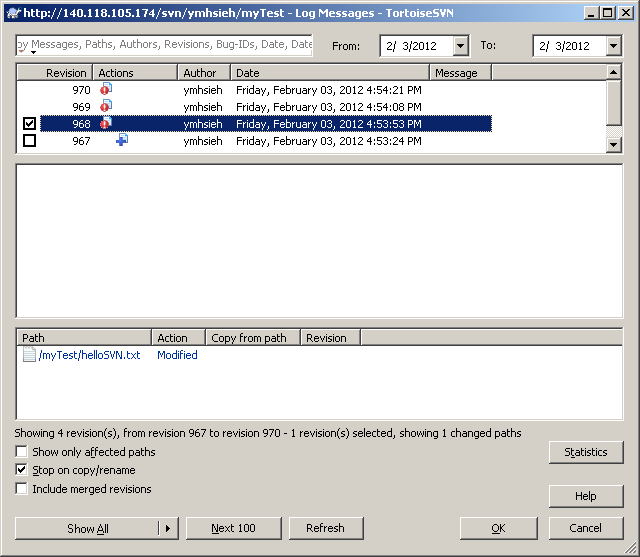 http://140.118.105.174/svn/ymhsieh/myTest - Log Messages - TortoiseSVN
by Messages, Paths, Authors, Revisions, Bug-IDs, Date, Date From: 2/ 3/2012 To: 2/ 3/2012
Revision Actions Author Date Message
970 ymhsieh Friday, February 03, 2012 4:54:21 PM
969 ymhsieh Friday, February 03, 2012 4:54:08 PM
968 ymhsieh Friday, February 03, 2012 4:53:53 PM
967 ymhsieh Friday, February 03, 2012 4:53:24 PM
Path Action Copy from path Revision
/myTest/helloSVN.txt Modified
Showing 4 revision(s), from revision 967 to revision 970 - 1 revision(s) selected, showing 1 changed paths
Show only affected paths Statistics
Stop on copy/rename
Include merged revisions Help
Show All Next 100 Refresh OK Cancel